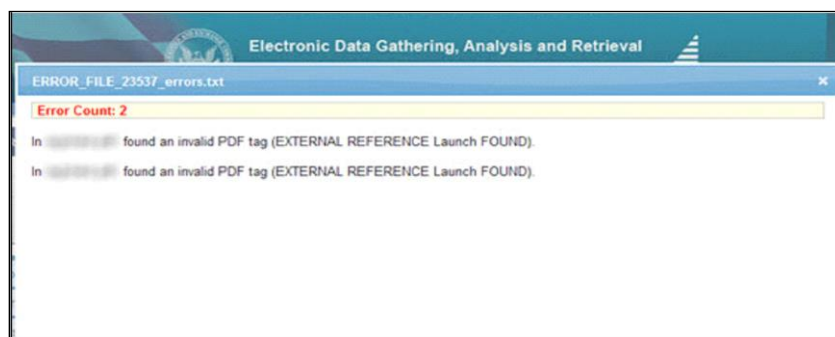 Electronic Data Gathering, Analysis and Retrieval
ERROR_FILE_23537_errors.txt
Error Count: 2
In found an invalid PDF tag (EXTERNAL REFERENCE Launch FOUND).
In found an invalid PDF tag (EXTERNAL REFERENCE Launch FOUND).